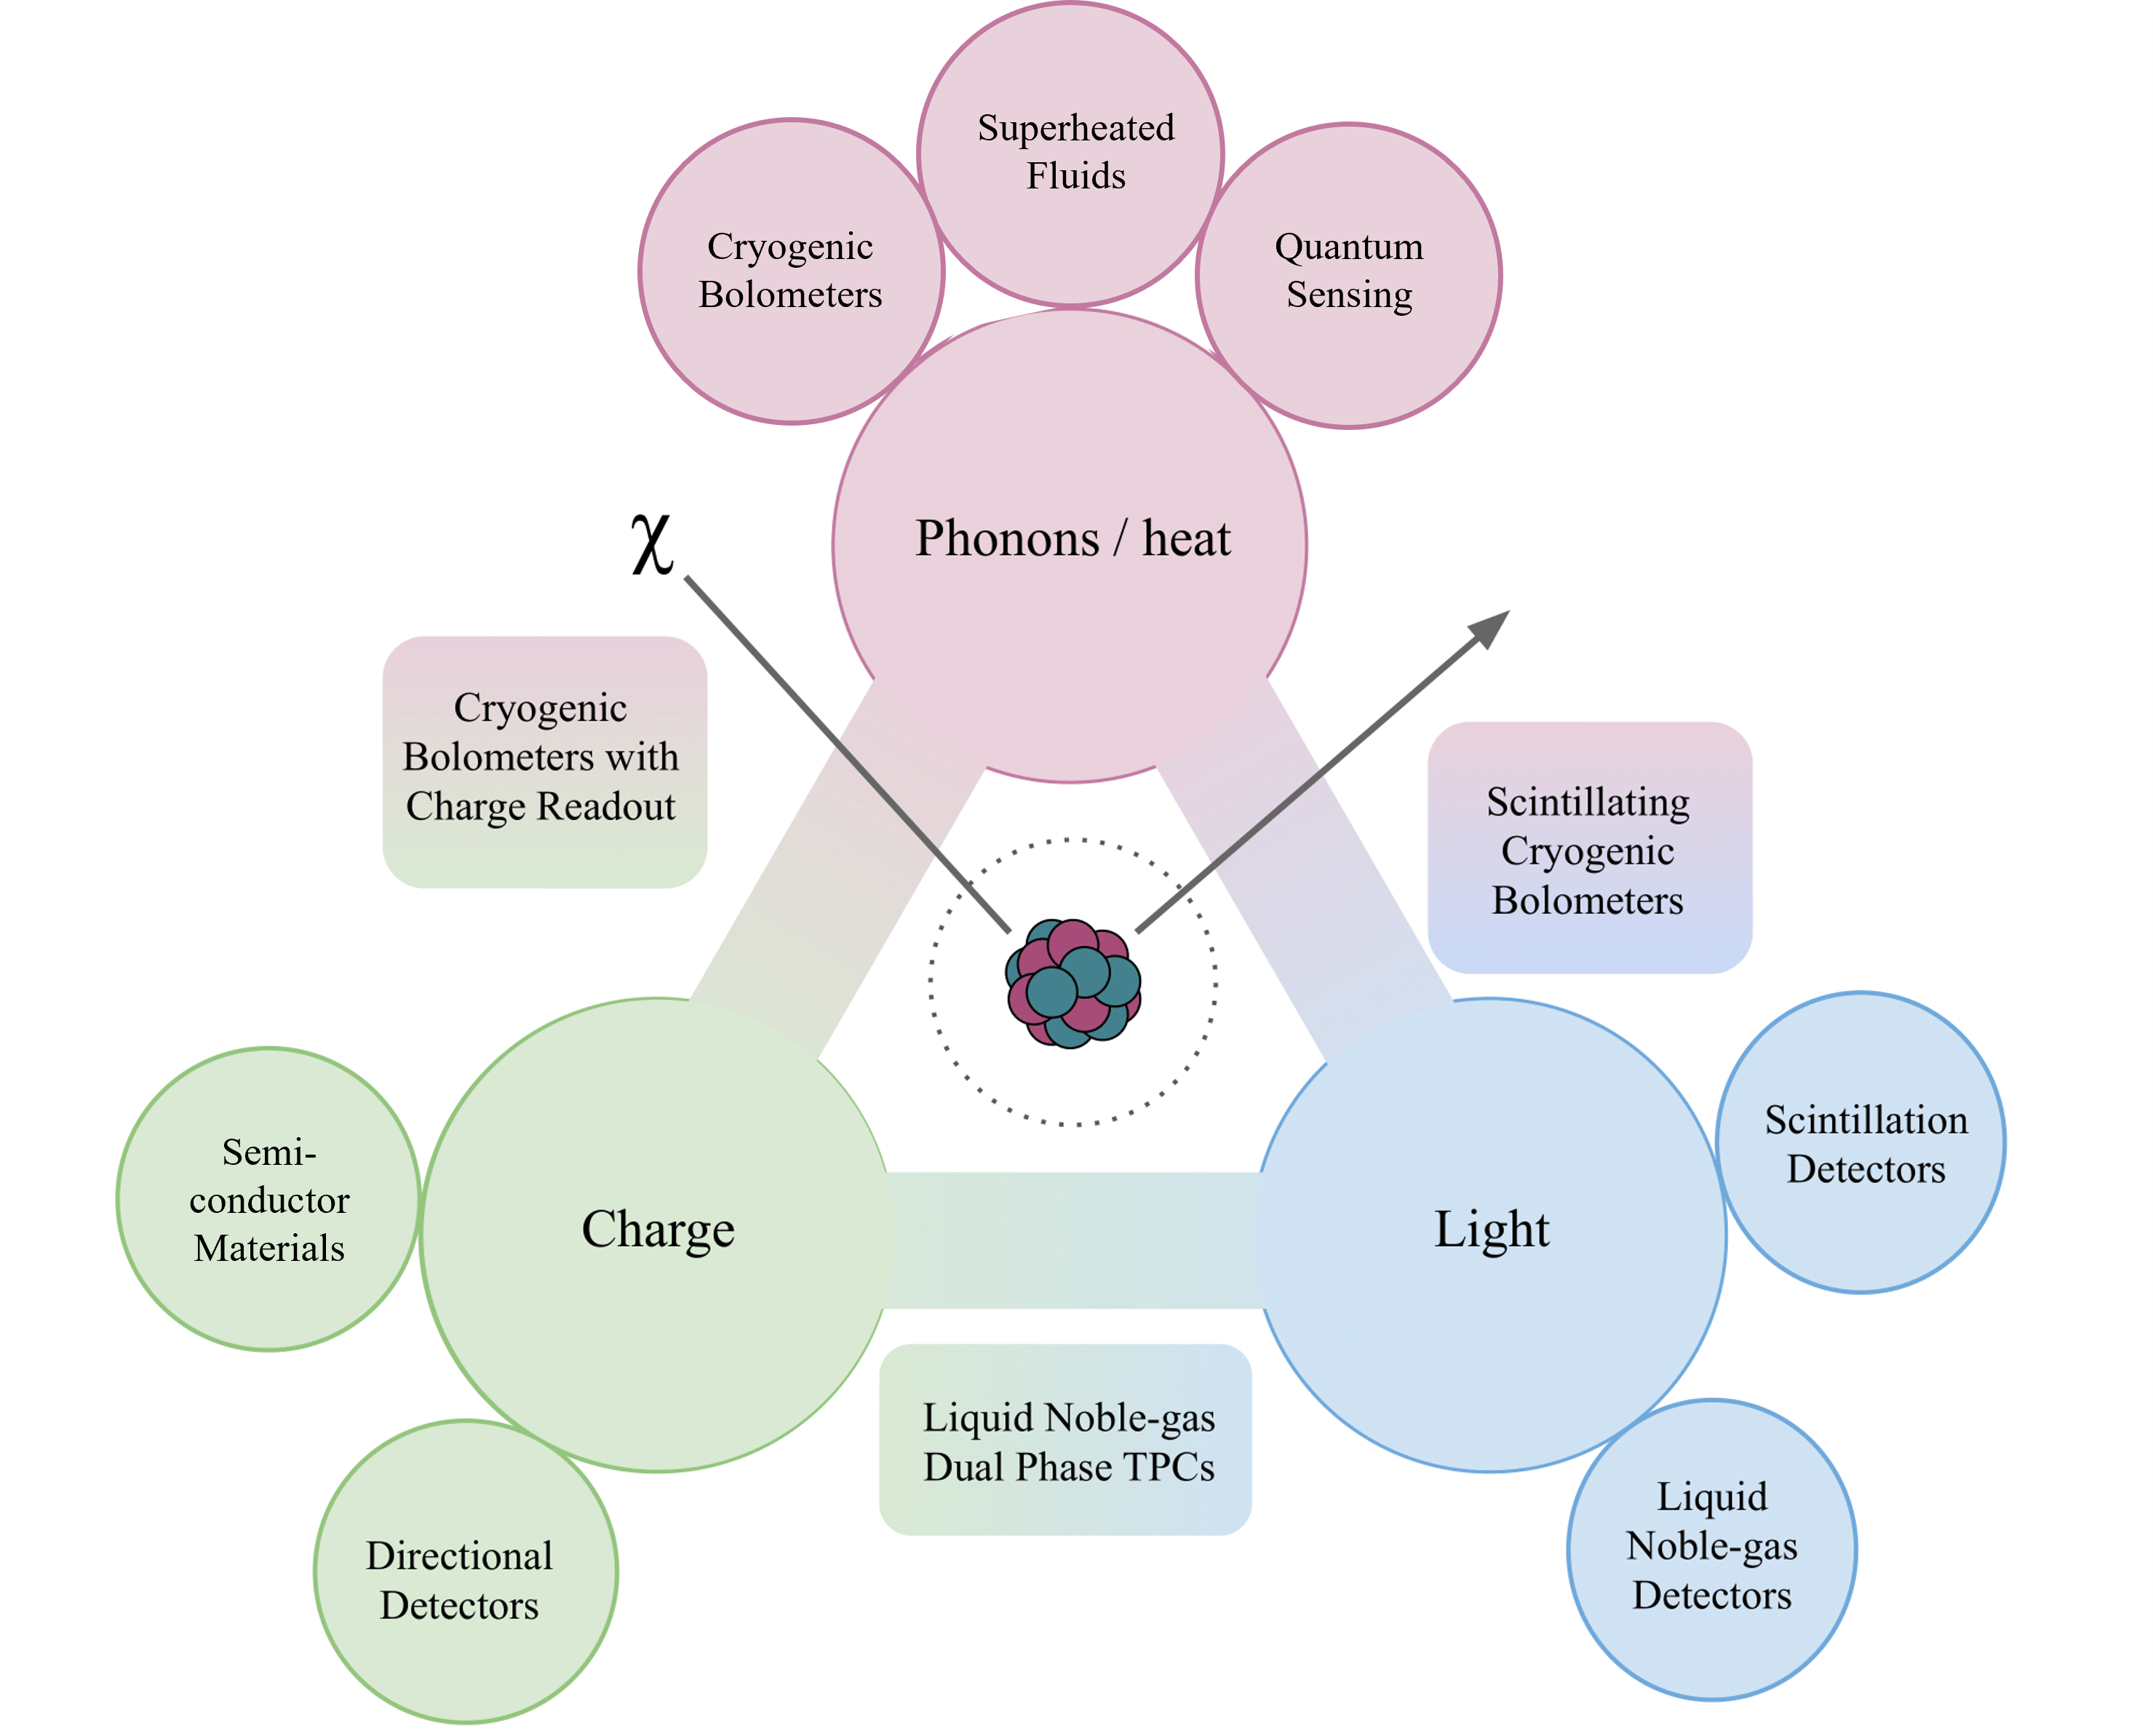 Superheated
Fluids
Cryogenic
Bolometers
Quantum
Sensing
Phonons / heat
χ
Cryogenic
Bolometers with
Charge Readout
Scintillating
Cryogenic
Bolometers
Semi-
conductor
Materials
Charge
Light
Scintillation
Detectors
Liquid Noble-gas
Dual Phase TPCs
Directional
Detectors
Liquid
Noble-gas
Detectors